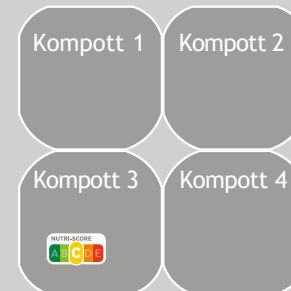 Kompott 1
Kompott 2
Kompott 3
Kompott 4
NUTRI-SCORE
A B C D E